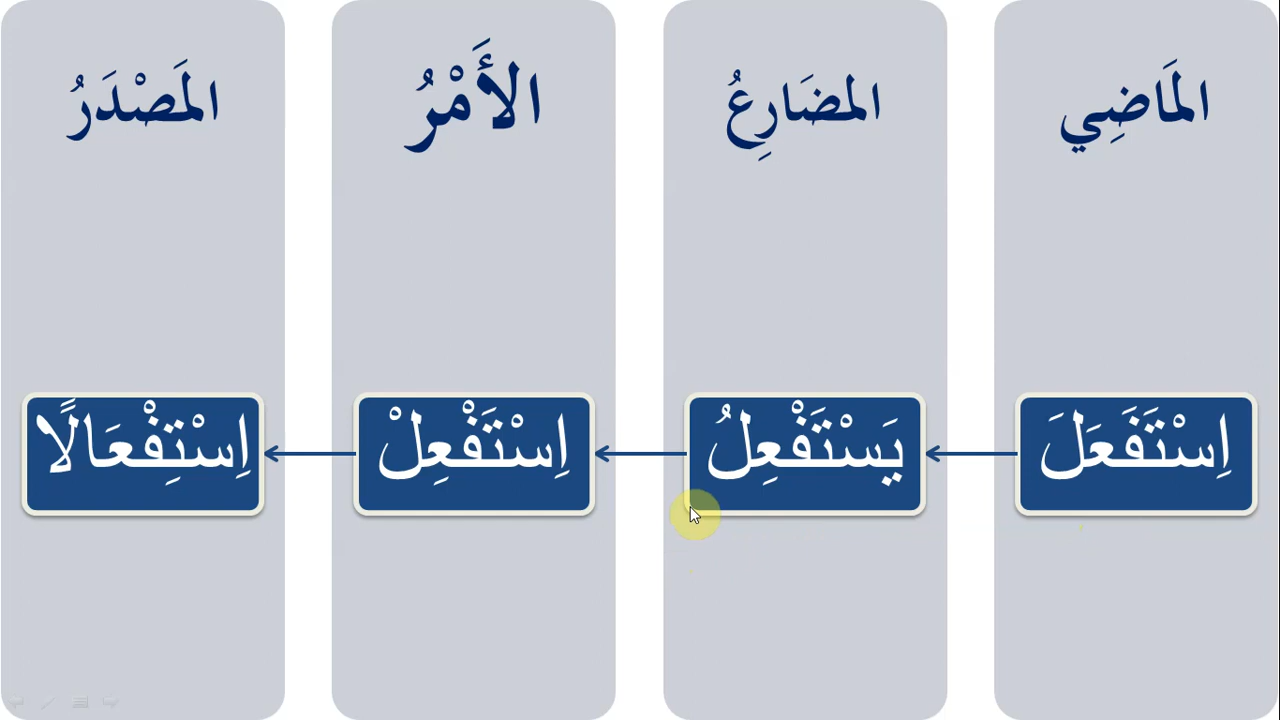 المَاضِي
المضَارِعُ
الأَمْرُ
المَصْدَرُ
اِسْتَفَعَلَ
يَسْتَفْعِلُ
اِسْتَفْعِلْ
اِسْتِفْعَالًا